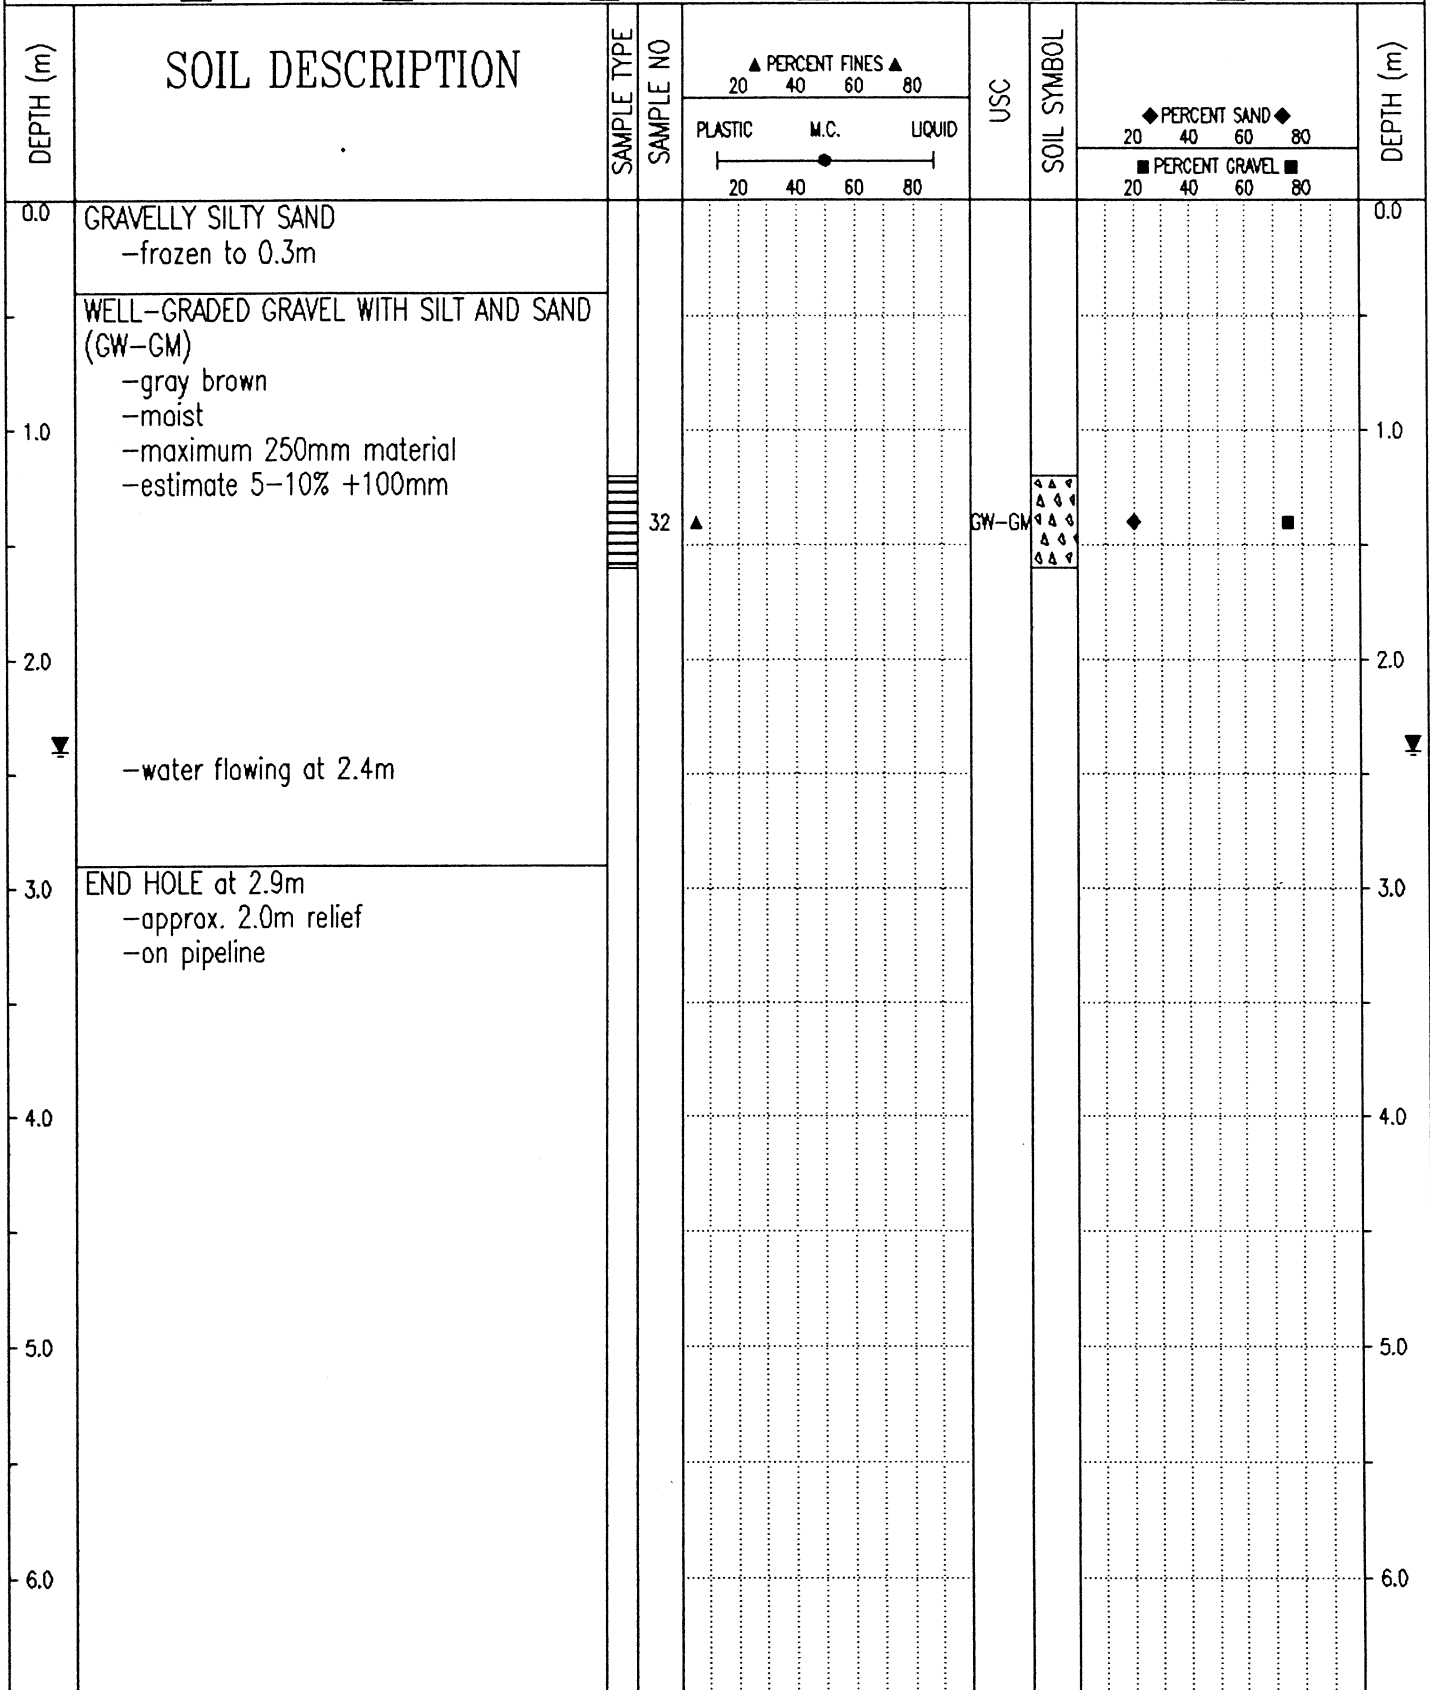 DEPTH (m)
SOIL DESCRIPTION
SAMPLE TYPE
SAMPLE NO
▲ PERCENT FINES ▲
20 40 60 80
PLASTIC M.C. LIQUID
20 40 60 80
USC
SOIL SYMBOL
◆PERCENT SAND◆
20 40 60 80
■ PERCENT GRAVEL ■
20 40 60 80
DEPTH (m)
0.0
GRAVELLY SILTY SAND
0.0
-frozen to 0.3m
WELL-GRADED GRAVEL WITH SILT AND SAND
(GW-GM)
-gray brown
-moist
1.0
1.0
-maximum 250mm material
-estimate 5-10% +100mm
32
GW-GM
2.0
2.0
-water flowing at 2.4m
END HOLE at 2.9m
3.0
3.0
-approx. 2.0m relief
-on pipeline
4.0
4.0
5.0
5.0
6.0
6.0